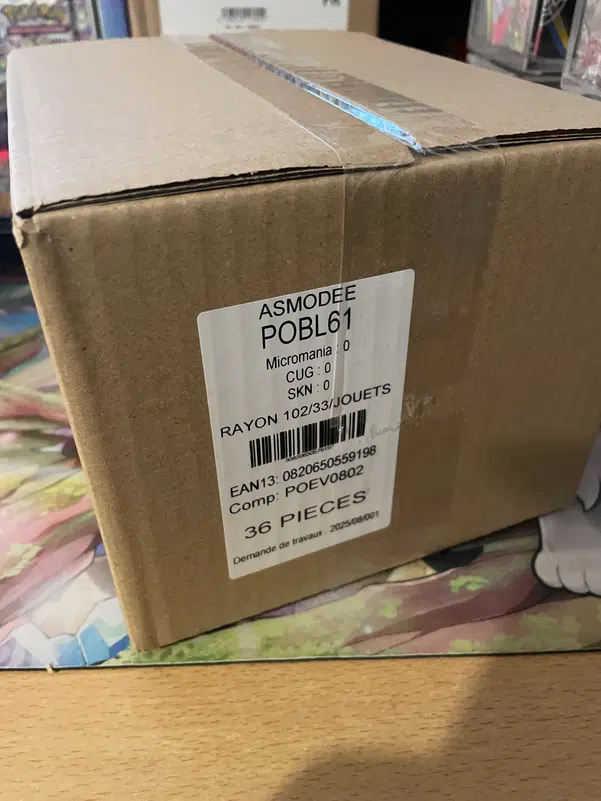 ASMODEE
POBL61
Micromania : 0
CUG : 0
SKN : 0
RAYON 102/33/JOUETS
EAN13: 0820650559198
Comp: POEV0802
36 PIECES
Demande de travaux : 2025/08/001